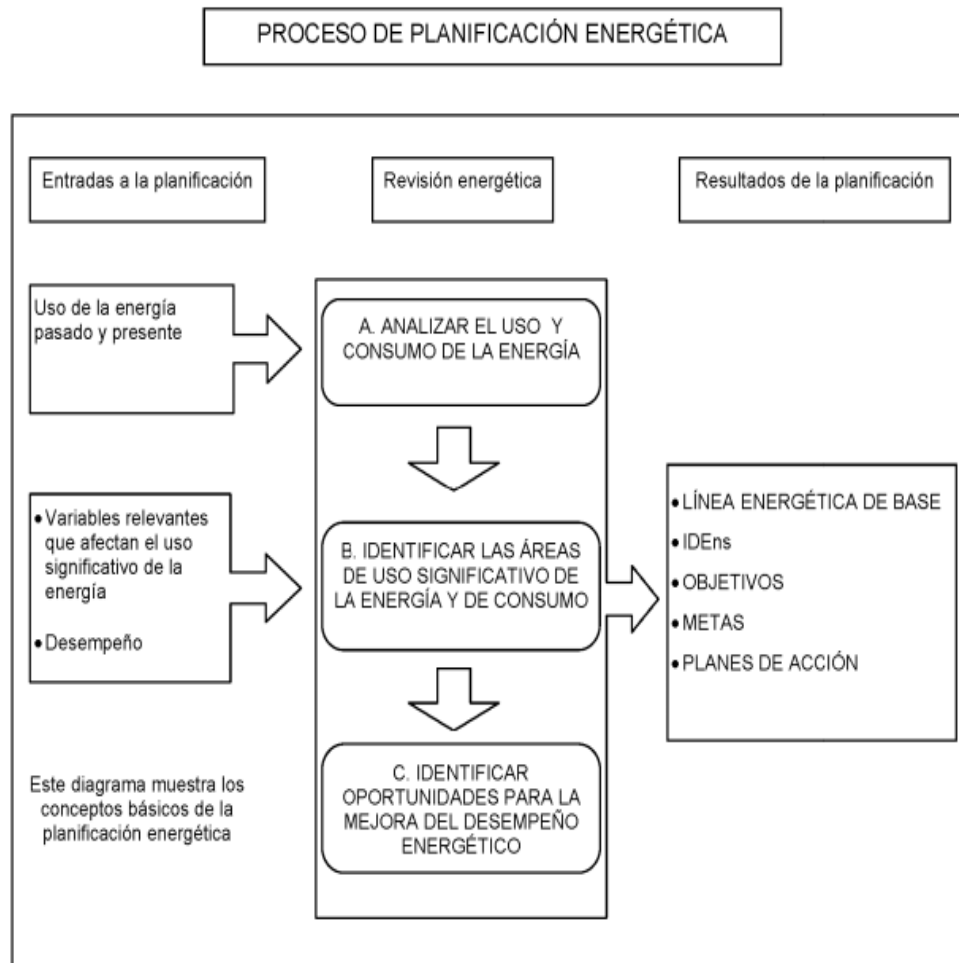 PROCESO DE PLANIFICACIÓN ENERGÉTICA
Entradas a la planificación
Revisión energética
Resultados de la planificación
Uso de la energía
pasado y presente
A. ANALIZAR EL USO Y
CONSUMO DE LA ENERGÍA
• Variables relevantes
que afectan el uso
significativo de la
energía
• Desempeño
B. IDENTIFICAR LAS ÁREAS
DE USO SIGNIFICATIVO DE
LA ENERGÍA Y DE CONSUMO
• LÍNEA ENERGÉTICA DE BASE
• IDEns
• OBJETIVOS
• METAS
• PLANES DE ACCIÓN
Este diagrama muestra los
conceptos básicos de la
planificación energética
C. IDENTIFICAR
OPORTUNIDADES PARA LA
MEJORA DEL DESEMPEÑO
ENERGÉTICO